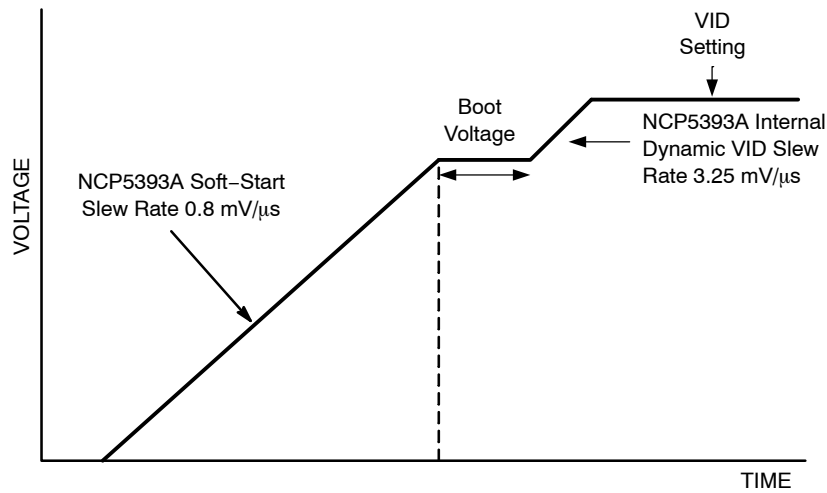 VID
Setting
Boot
Voltage
NCP5393A Internal
Dynamic VID Slew
Rate 3.25 mV/μs
NCP5393A Soft−Start
Slew Rate 0.8 mV/μs
VOLTAGE
TIME